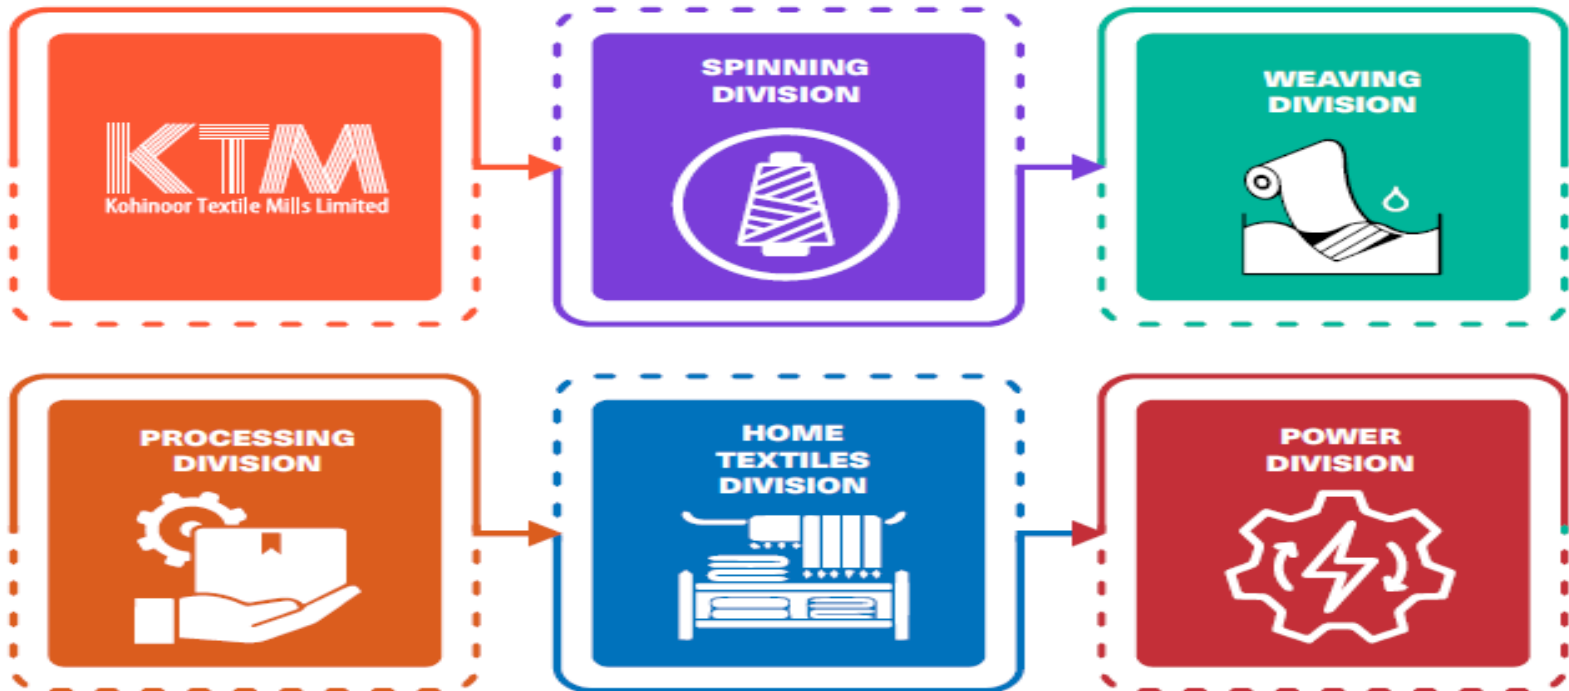 KTM
Kohinoor Textile Mills Limited
SPINNING
DIVISION
WEAVING
DIVISION
PROCESSING
DIVISION
HOME
TEXTILES
DIVISION
POWER
DIVISION